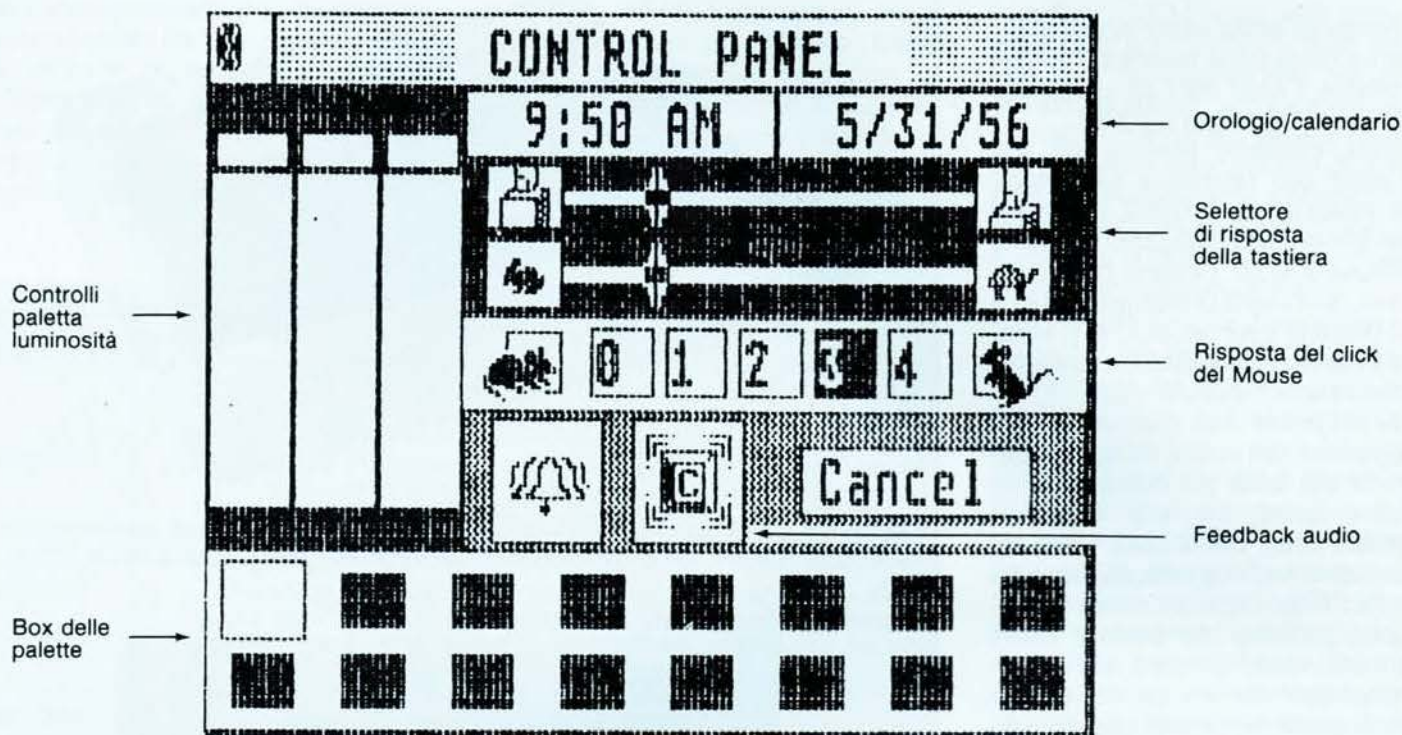 CONTROL PANEL
9:50 AM
5/31/56
Orologio/calendario
Selettore
di risposta
della tastiera
Controlli
paletta
luminosità
0 1 2 3 4
Risposta del click
del Mouse
C
Cancel
Feedback audio
Box delle
palette